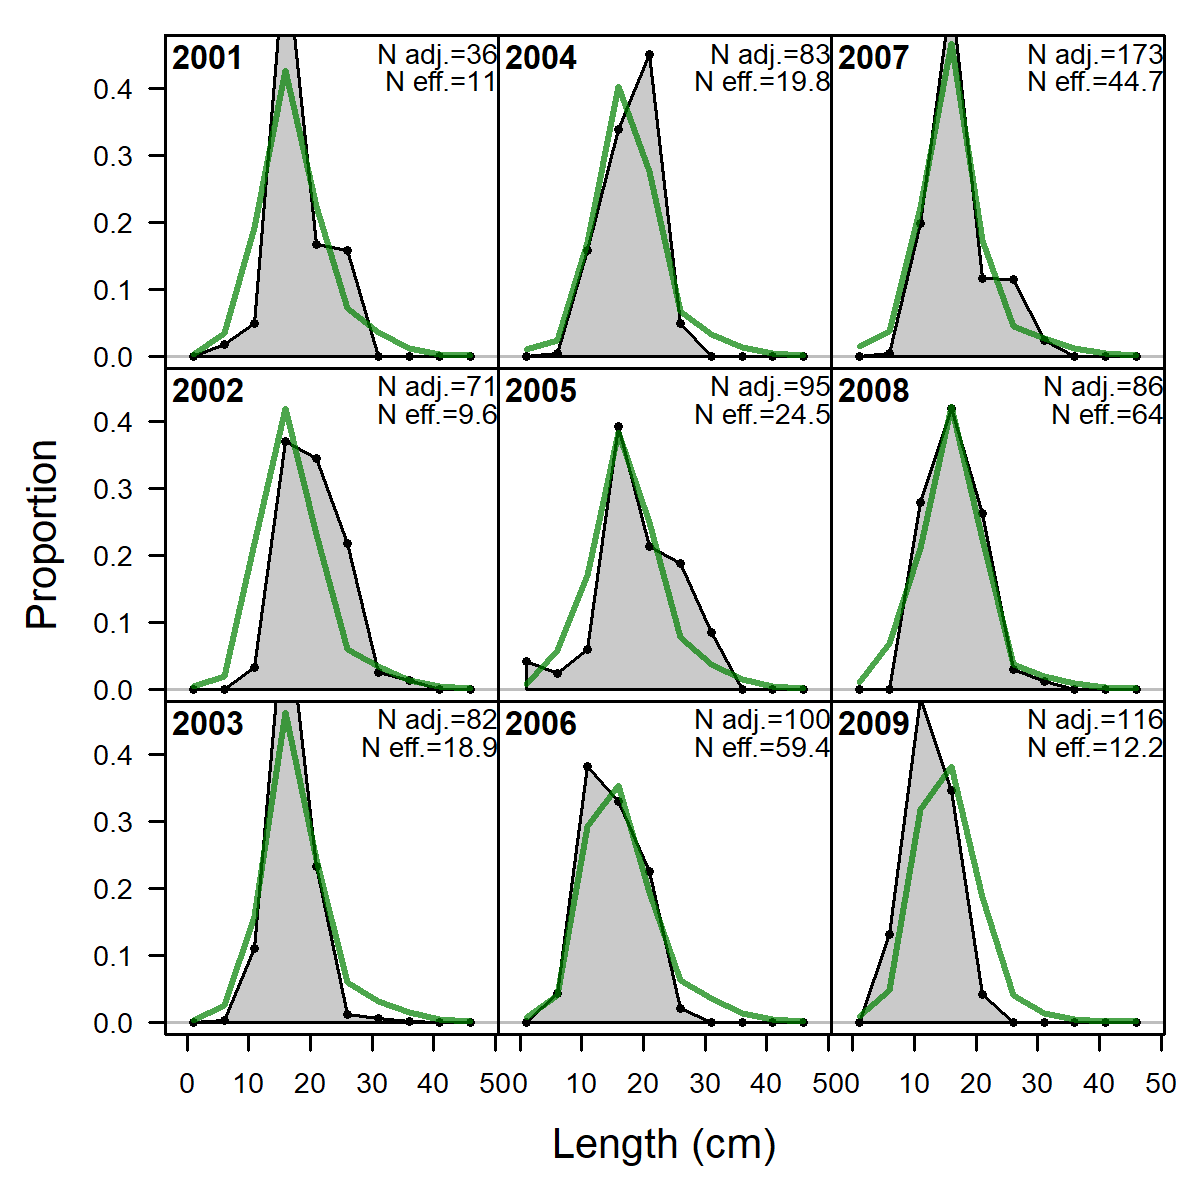 2001
N adj.=36
N eff.=11
2004
N adj.=83
N eff.=19.8
2007
N adj.=173
N eff.=44.7
0.4
0.3
0.2
0.1
0.0
2002
N adj.=71
N eff.=9.6
2005
N adj.=95
N eff.=24.5
2008
N adj.=86
N eff.=64
0.4
0.3
0.2
0.1
0.0
2003
N adj.=82
N eff.=18.9
2006
N adj.=100
N eff.=59.4
2009
N adj.=116
N eff.=12.2
0.4
0.3
0.2
0.1
0.0
Proportion
0 10 20 30 40 500 10 20 30 40 500 10 20 30 40 50
Length (cm)